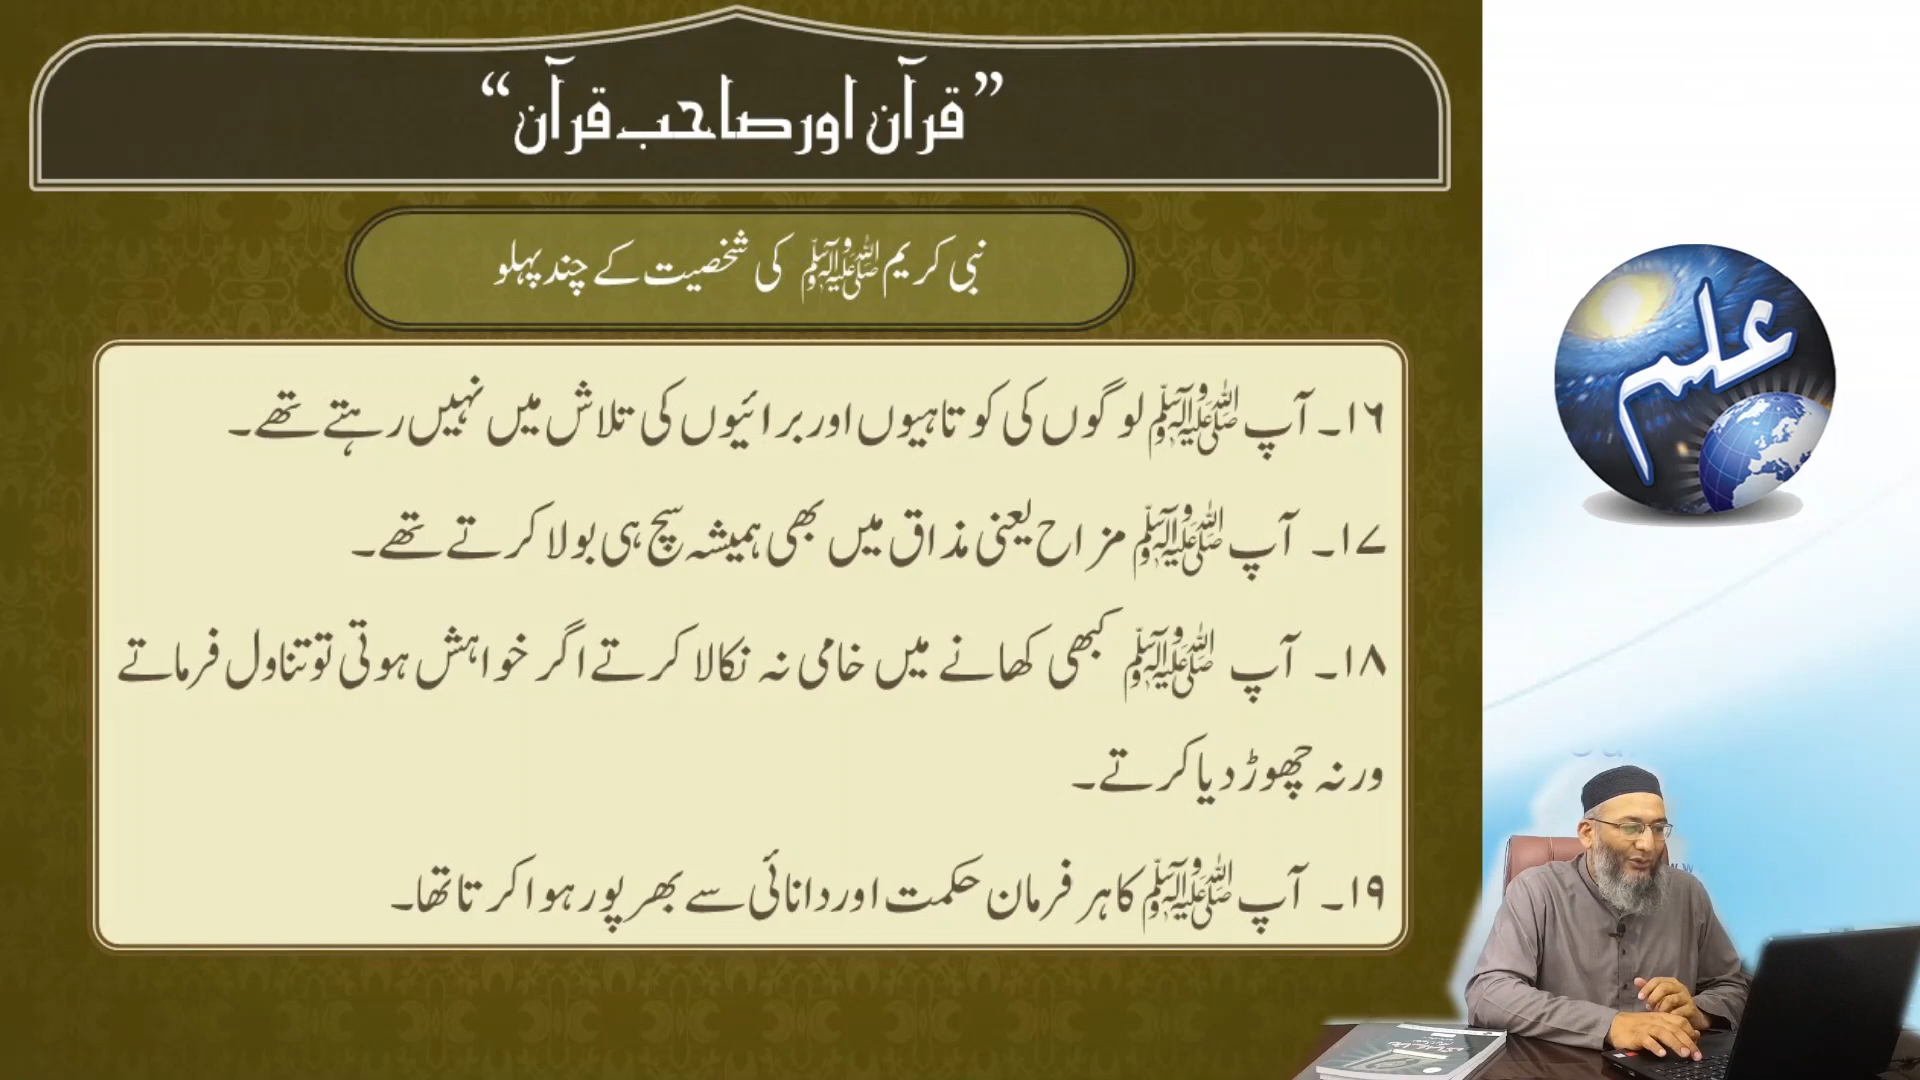 ”قرآن اور صاحب قرآن“
نبی کریم ﷺ کی شخصیت کے چند پہلو
۱۶۔ آپ ﷺ لوگوں کی کوتاہیوں اور برائیوں کی تلاش میں نہیں رہتے تھے۔
۱۷۔ آپ ﷺ مزاح یعنی مذاق میں بھی ہمیشہ سچ ہی بولا کرتے تھے۔
۱۸۔ آپ ﷺ کبھی کھانے میں خامی نہ نکالا کرتے اگر خواہش ہوتی تو تناول فرماتے
ورنہ چھوڑ دیا کرتے۔
۱۹۔ آپ ﷺ کا ہر فرمان حکمت اور دانائی سے بھرپور ہوا کرتا تھا۔
علم